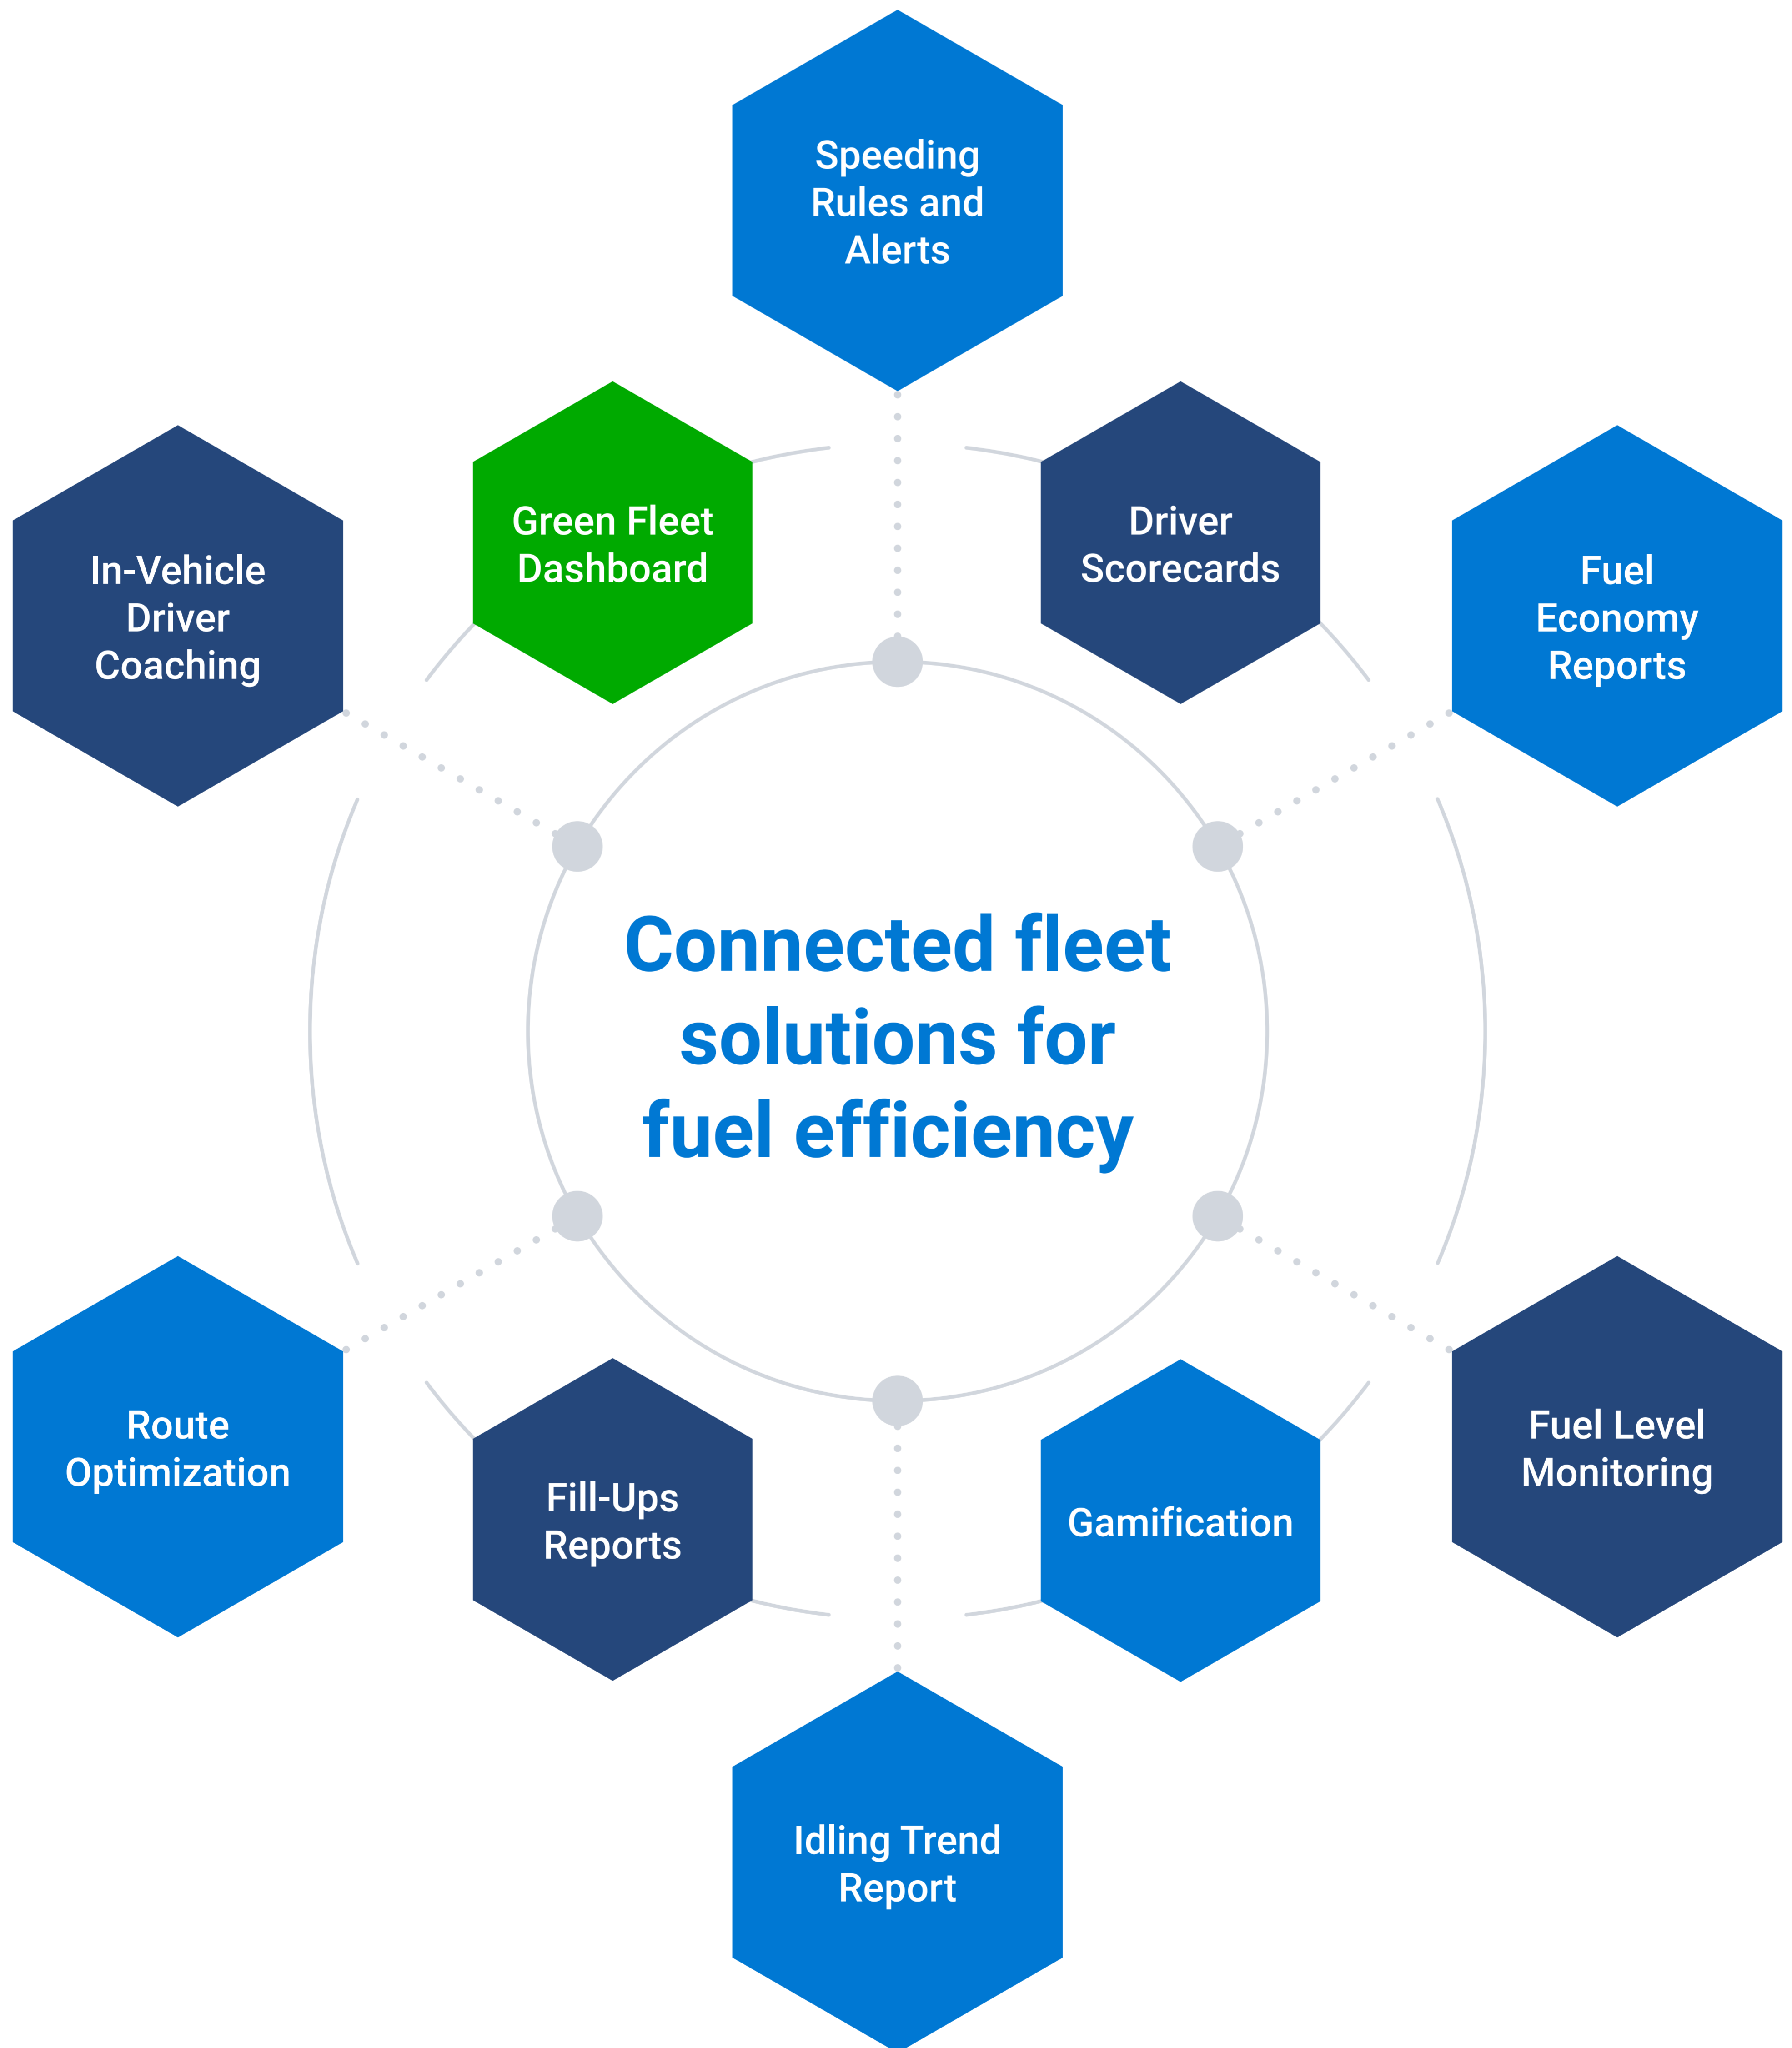 Speeding
Rules and
Alerts
Green Fleet
Dashboard
Driver
Scorecards
In-Vehicle
Driver
Coaching
Fuel
Economy
Reports
Connected fleet
solutions for
fuel efficiency
Route
Optimization
Fuel Level
Monitoring
Fill-Ups
Reports
Gamification
Idling Trend
Report